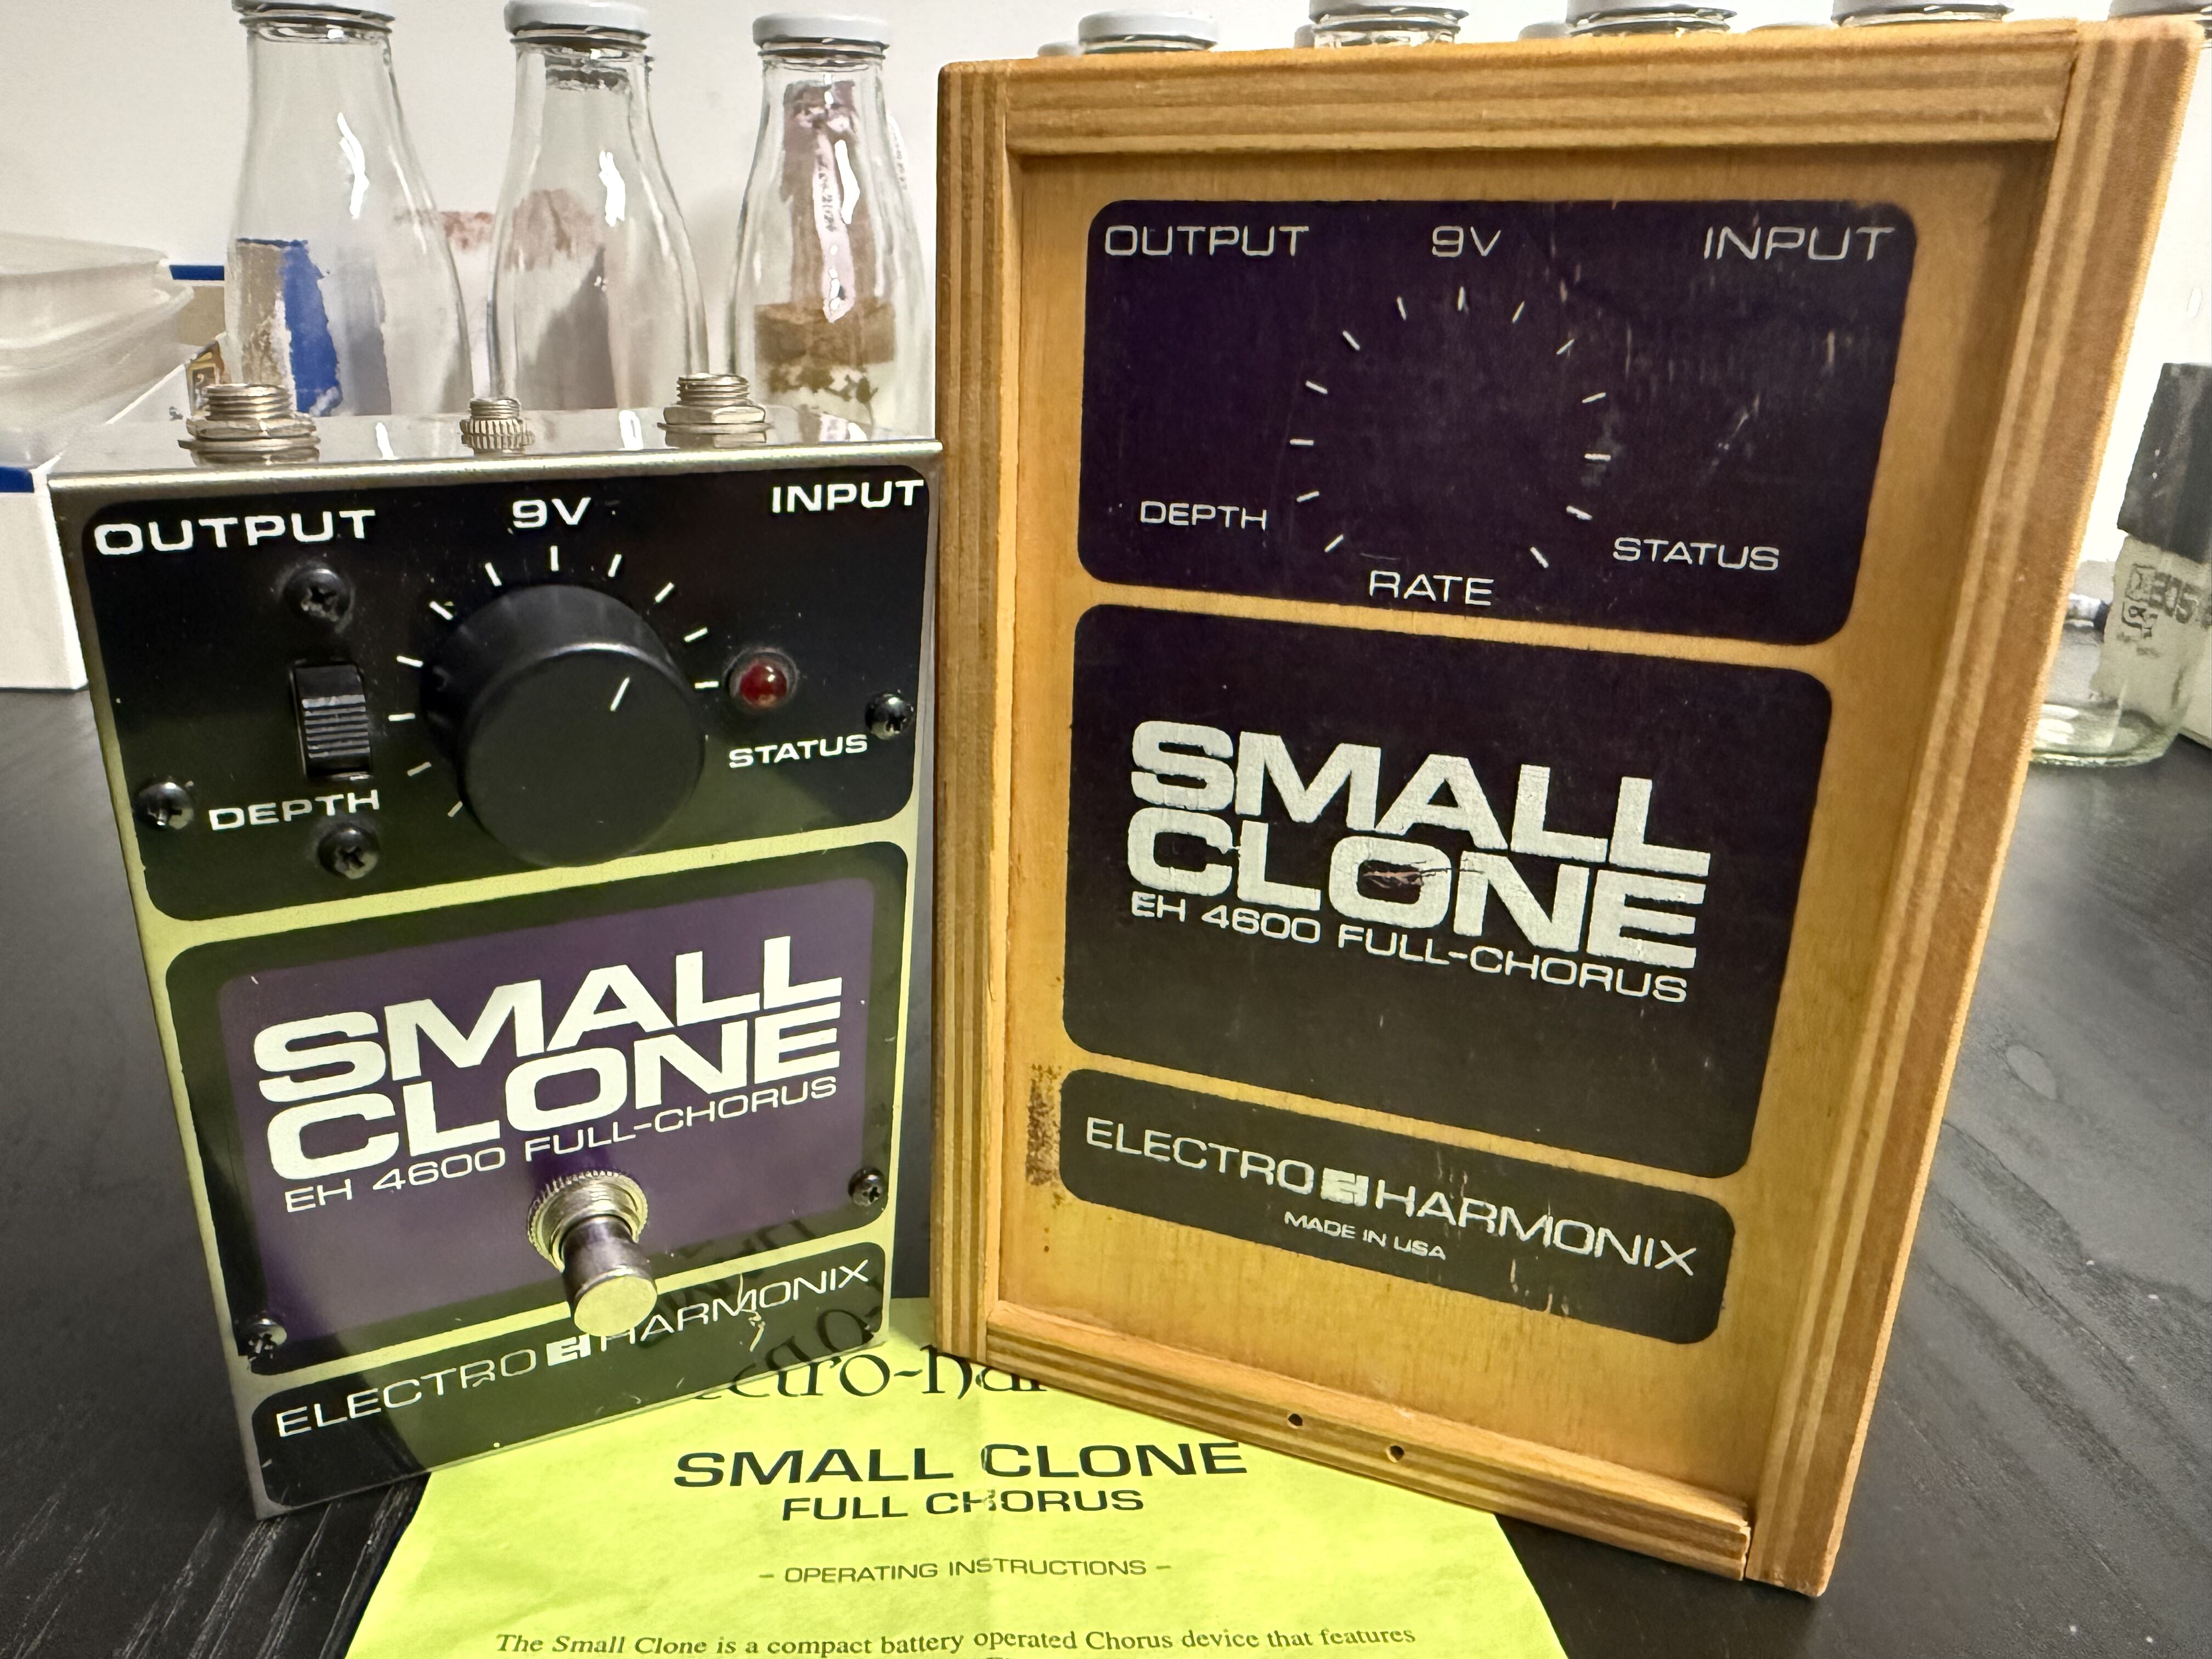 OUTPUT 9V INPUT
DEPTH STATUS
SMALL
CLONE
EH 4600 FULL-CHORUS
ELECTRO HARMONIX
OUTPUT 9V INPUT
DEPTH RATE STATUS
SMALL
CLONE
EH 4600 FULL-CHORUS
ELECTRO EH HARMONIX
MADE IN USA
SMALL CLONE
FULL CHORUS
- OPERATING INSTRUCTIONS -
The Small Clone is a compact battery operated Chorus device that features